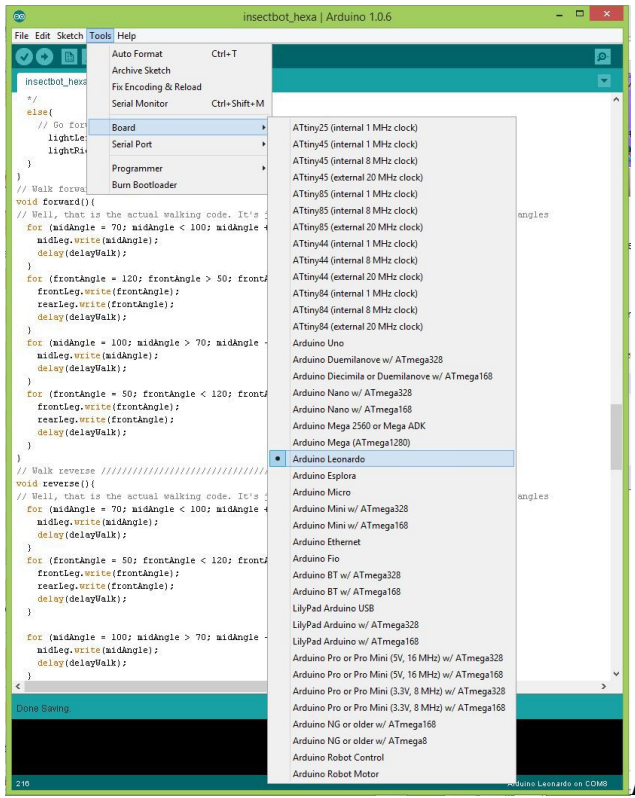 insectbot_hexa | Arduino 1.0.6
File Edit Sketch Tools Help
insectbot_hexa
Auto Format Ctrl+T
Archive Sketch
Fix Encoding & Reload
Serial Monitor Ctrl+Shift+M
Board
Serial Port
Programmer
Burn Bootloader
ATtiny25 (internal 1 MHz clock)
ATtiny45 (internal 1 MHz clock)
ATtiny45 (internal 8 MHz clock)
ATtiny45 (external 20 MHz clock)
ATtiny85 (internal 1 MHz clock)
ATtiny85 (internal 8 MHz clock)
ATtiny85 (external 20 MHz clock)
ATtiny44 (internal 1 MHz clock)
ATtiny44 (internal 8 MHz clock)
ATtiny44 (external 20 MHz clock)
ATtiny84 (internal 1 MHz clock)
ATtiny84 (internal 8 MHz clock)
ATtiny84 (external 20 MHz clock)
Arduino Uno
Arduino Duemilanove w/ ATmega328
Arduino Diecimila or Duemilanove w/ ATmega168
Arduino Nano w/ ATmega328
Arduino Nano w/ ATmega168
Arduino Mega 2560 or Mega ADK
Arduino Mega (ATmega1280)
Arduino Leonardo
Arduino Esplora
Arduino Micro
Arduino Mini w/ ATmega328
Arduino Mini w/ ATmega168
Arduino Ethernet
Arduino Fio
Arduino BT w/ ATmega328
Arduino BT w/ ATmega168
LilyPad Arduino USB
LilyPad Arduino w/ ATmega328
LilyPad Arduino w/ ATmega168
Arduino Pro or Pro Mini (5V, 16 MHz) w/ ATmega328
Arduino Pro or Pro Mini (5V, 16 MHz) w/ ATmega168
Arduino Pro or Pro Mini (3.3V, 8 MHz) w/ ATmega328
Arduino Pro or Pro Mini (3.3V, 8 MHz) w/ ATmega168
Arduino NG or older w/ ATmega168
Arduino NG or older w/ ATmega8
Arduino Robot Control
Arduino Robot Motor
*/
else{
// Go for
lightLe
lightRi
}
}
// Walk forwa
void forward(){
// Well, that is the actual walking code. It's angles
for (midAngle = 70; midAngle < 100; midAngle +
midLeg.write(midAngle);
delay(delayWalk);
}
for (frontAngle = 120; frontAngle > 50; frontA
frontLeg.write(frontAngle);
rearLeg.write(frontAngle);
delay(delayWalk);
}
for (midAngle = 100; midAngle > 70; midAngle -
midLeg.write(midAngle);
delay(delayWalk);
}
for (frontAngle = 50; frontAngle < 120; frontA
frontLeg.write(frontAngle);
rearLeg.write(frontAngle);
delay(delayWalk);
}
}
// Walk reverse ////////////////////////////////
void reverse(){
// Well, that is the actual walking code. It's angles
for (midAngle = 70; midAngle < 100; midAngle +
midLeg.write(midAngle);
delay(delayWalk);
}
for (frontAngle = 50; frontAngle < 120; frontA
frontLeg.write(frontAngle);
rearLeg.write(frontAngle);
delay(delayWalk);
}
for (midAngle = 100; midAngle > 70; midAngle -
midLeg.write(midAngle);
delay(delayWalk);
}
Done Saving.
216
Arduino Leonardo on COM8